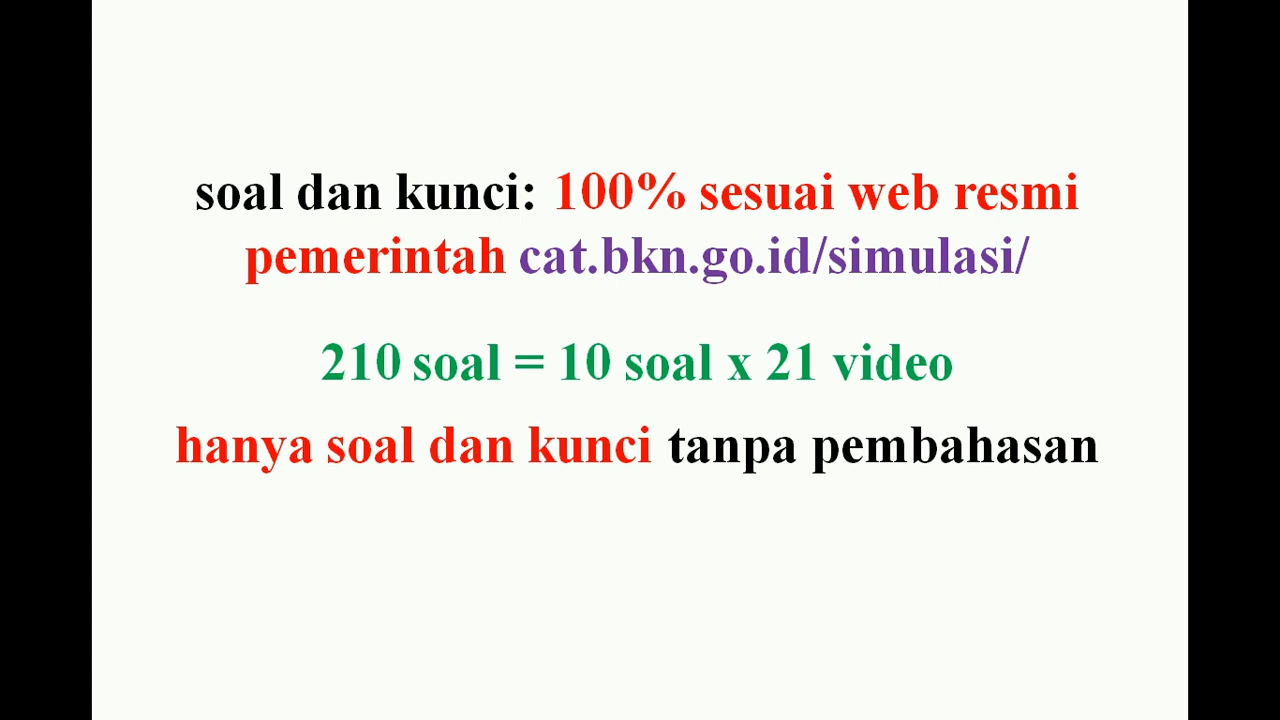 soal dan kunci: 100% sesuai web resmi
pemerintah cat.bkn.go.id/simulasi/
210 soal = 10 soal x 21 video
hanya soal dan kunci tanpa pembahasan